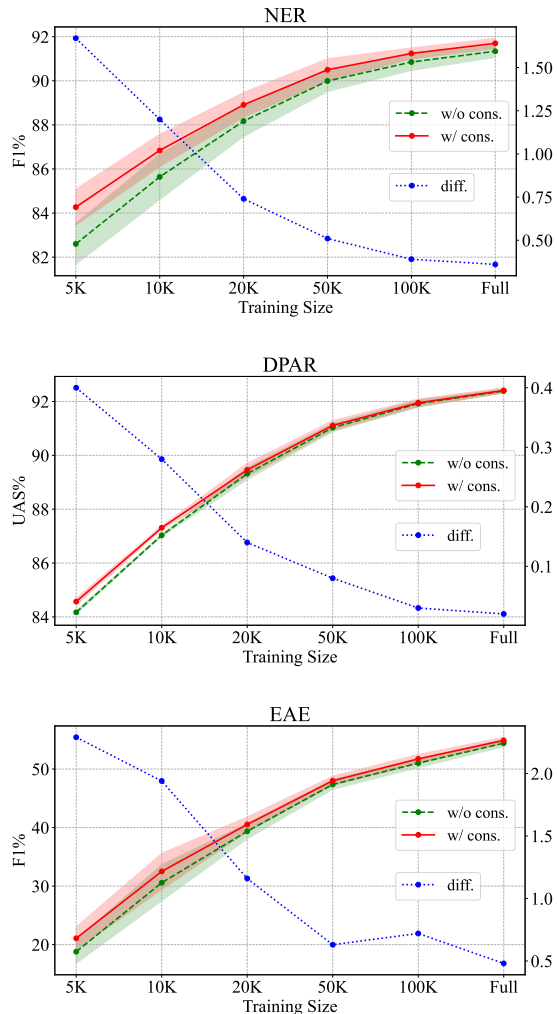 NER
92
90
88
86
84
82
F1%
1.50
1.25
1.00
0.75
0.50
w/o cons.
w/ cons.
diff.
5K 10K 20K 50K 100K Full
Training Size
DPAR
92
90
88
86
84
UAS%
0.4
0.3
0.2
0.1
w/o cons.
w/ cons.
diff.
5K 10K 20K 50K 100K Full
Training Size
EAE
50
40
30
20
F1%
2.0
1.5
1.0
0.5
w/o cons.
w/ cons.
diff.
5K 10K 20K 50K 100K Full
Training Size